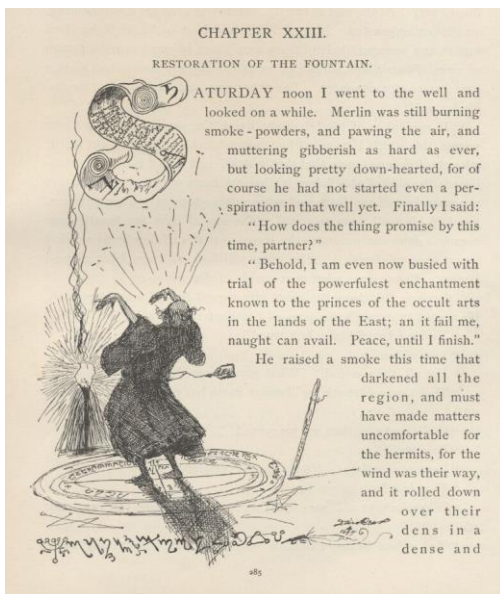 CHAPTER XXIII.
RESTORATION OF THE FOUNTAIN.
SATURDAY noon I went to the well and
looked on a while. Merlin was still burning
smoke-powders, and pawing the air, and
muttering gibberish as hard as ever,
but looking pretty down-hearted, for of
course he had not started even a per-
spiration in that well yet. Finally I said:
"How does the thing promise by this
time, partner?"
"Behold, I am even now busied with
trial of the powerfulest enchantment
known to the princes of the occult arts
in the lands of the East; an it fail me,
naught can avail. Peace, until I finish."
He raised a smoke this time that
darkened all the
region, and must
have made matters
uncomfortable for
the hermits, for the
wind was their way,
and it rolled down
over their
dens in a
dense and
285